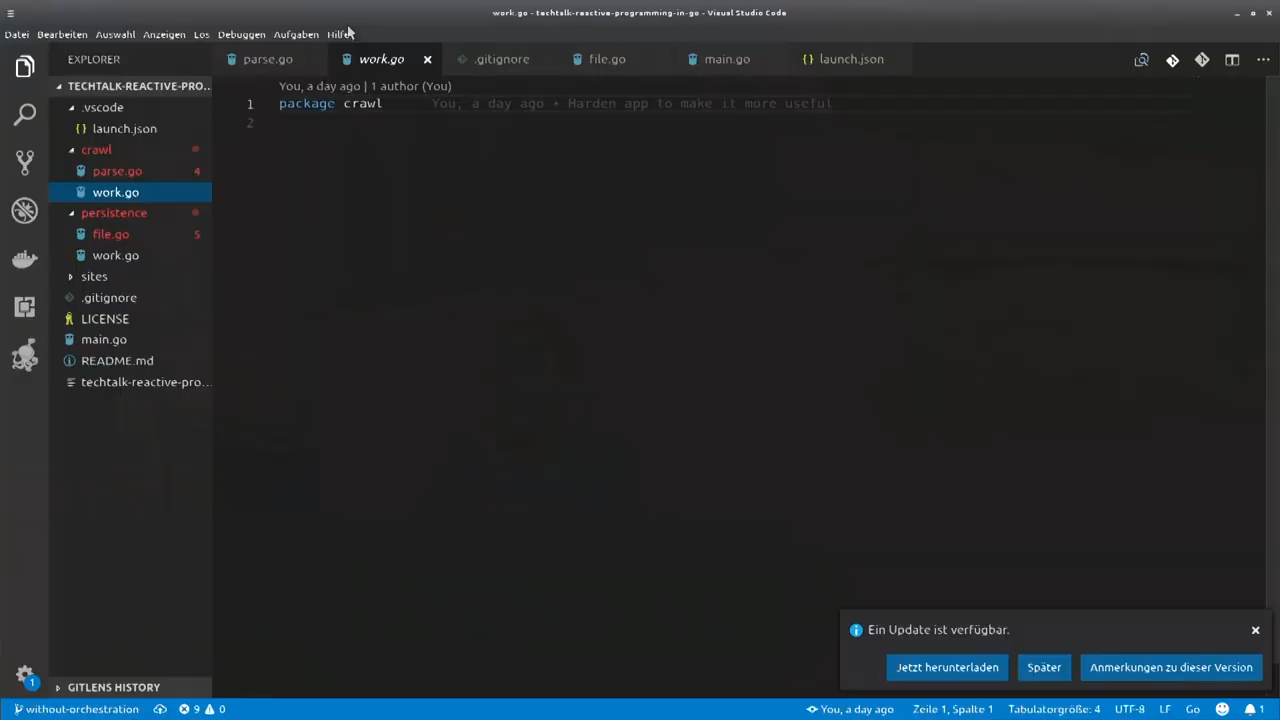 work.go - techtalk-reactive-programming-in-go - Visual Studio Code
Datei Bearbeiten Auswahl Anzeigen Los Debuggen Aufgaben Hilfe
EXPLORER
parse.go
work.go
.gitignore
file.go
main.go
{} launch.json
TECHTALK-REACTIVE-PRO...
.vscode
{} launch.json
crawl
parse.go 4
work.go
persistence
file.go 5
work.go
sites
.gitignore
LICENSE
main.go
README.md
techtalk-reactive-pro...
GITLENS HISTORY
You, a day ago | 1 author (You)
1 package crawl You, a day ago • Harden app to make it more useful
2
Ein Update ist verfügbar.
Jetzt herunterladen
Später
Anmerkungen zu dieser Version
1
without-orchestration 9 0 You, a day ago Zeile 1, Spalte 1 Tabulatorgröße: 4 UTF-8 LF Go 1